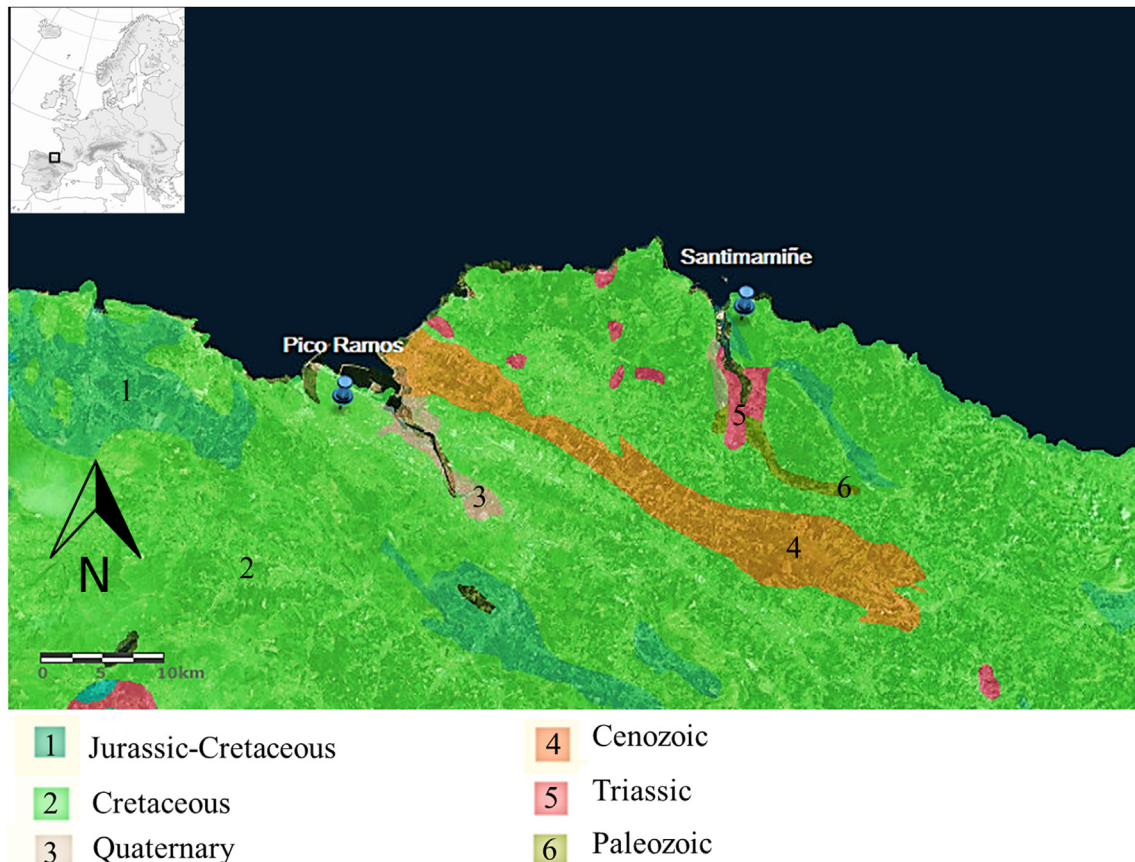 Santimamiñe
Pico Ramos
1
5
3
6
4
2
N
0 5 10km
1 Jurassic-Cretaceous
2 Cretaceous
3 Quaternary
4 Cenozoic
5 Triassic
6 Paleozoic